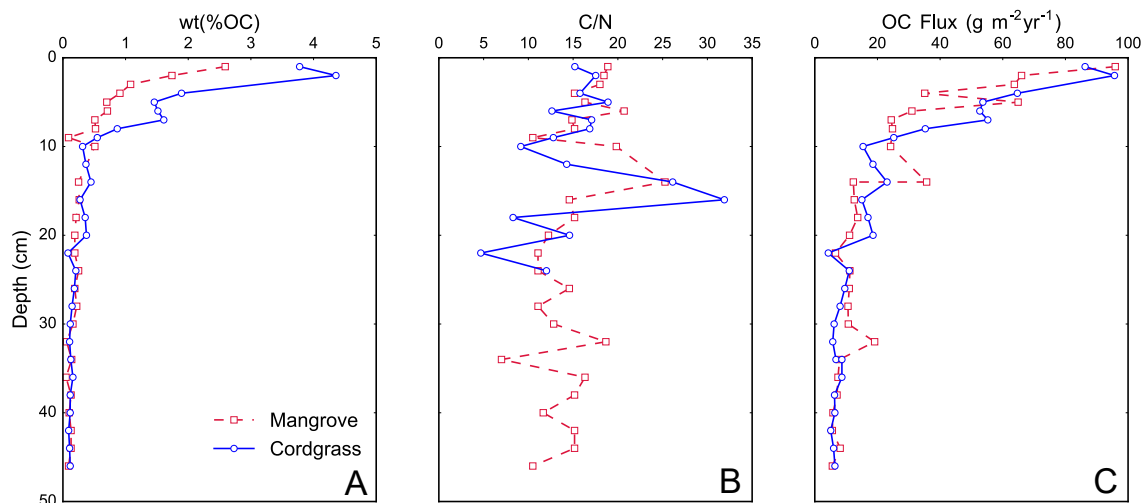 wt(%OC) C/N OC Flux (g m⁻²yr⁻¹)
0 1 2 3 4 5 0 5 10 15 20 25 30 35 0 20 40 60 80 100
0
10
20
Depth (cm)
30
40
Mangrove
Cordgrass
A B C
50